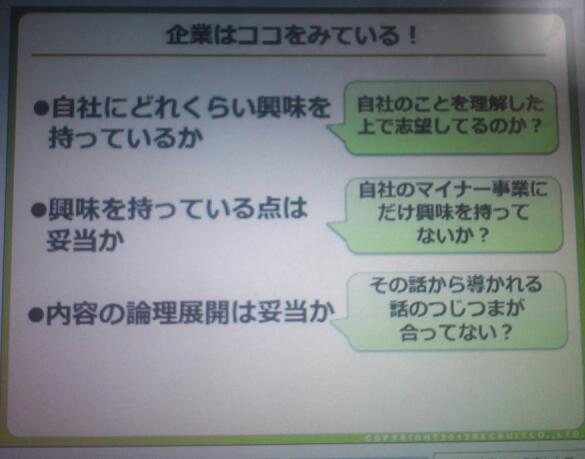 企業はココをみている！
●自社にどれくらい興味を
持っているか
自社のことを理解した
上で志望してるのか？
●興味を持っている点は
妥当か
自社のマイナー事業に
だけ興味を持って
ないか？
●内容の論理展開は妥当か
その話から導かれる
話のつじつまが
合ってない？
COPYRIGHT2012RECRUITCO.,LTD.